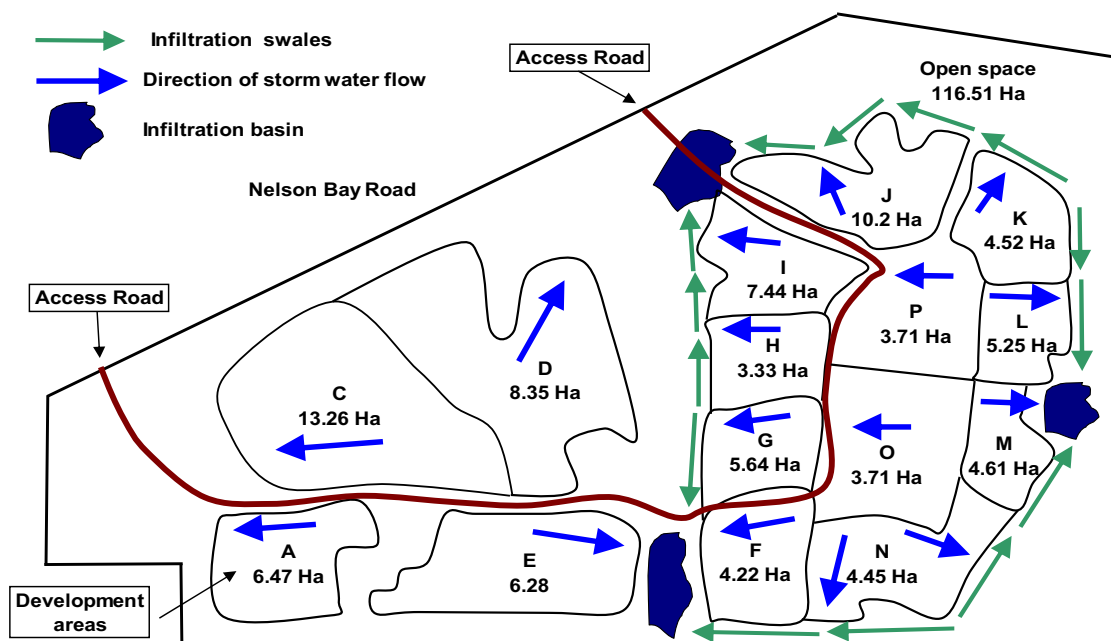 Infiltration swales
Direction of storm water flow
Infiltration basin
Access Road
Open space
116.51 Ha
Nelson Bay Road
Access Road
J
10.2 Ha
K
4.52 Ha
I
7.44 Ha
P
3.71 Ha
L
5.25 Ha
H
3.33 Ha
D
8.35 Ha
C
13.26 Ha
G
5.64 Ha
O
3.71 Ha
M
4.61 Ha
A
6.47 Ha
E
6.28
F
4.22 Ha
N
4.45 Ha
Development
areas